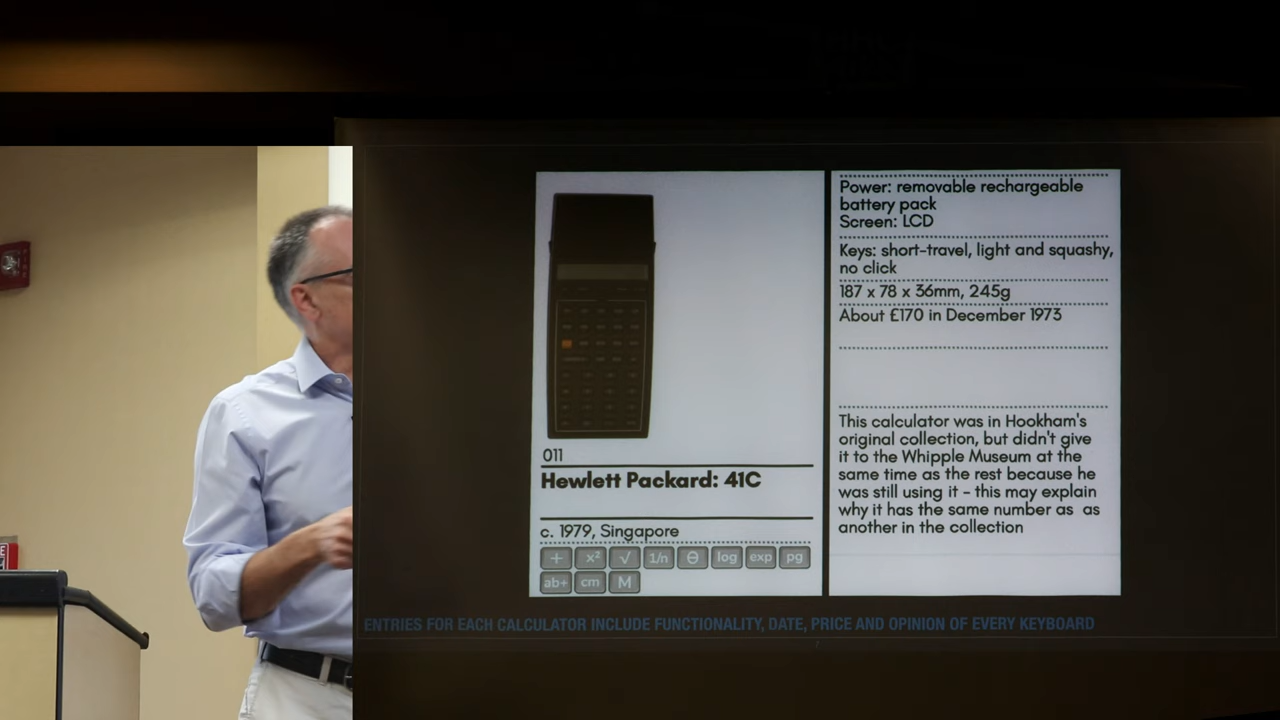 011
Hewlett Packard: 41C
c. 1979, Singapore
+ x² √ 1/n Θ log exp pg
ab+ cm M
Power: removable rechargeable
battery pack
Screen: LCD
Keys: short-travel, light and squashy,
no click
187 x 78 x 36mm, 245g
About £170 in December 1973
This calculator was in Hookham's
original collection, but didn't give
it to the Whipple Museum at the
same time as the rest because he
was still using it - this may explain
why it has the same number as as
another in the collection
ENTRIES FOR EACH CALCULATOR INCLUDE FUNCTIONALITY, DATE, PRICE AND OPINION OF EVERY KEYBOARD